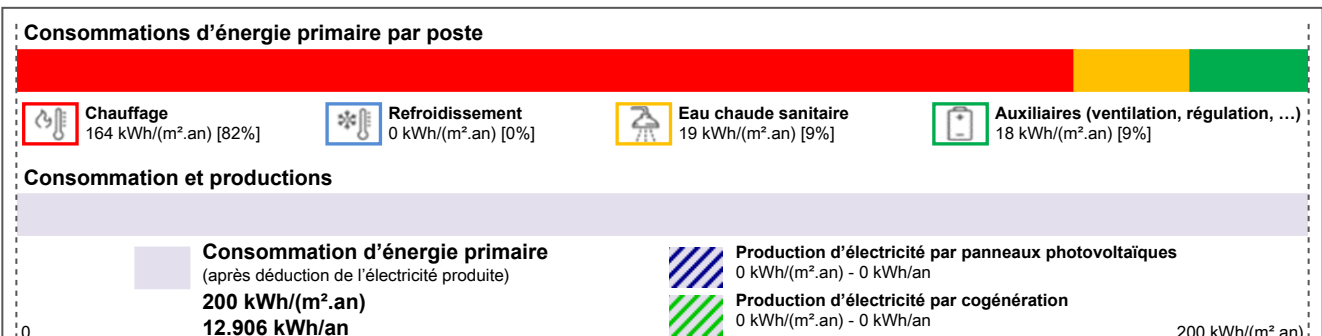 Consommations d’énergie primaire par poste
Chauffage
164 kWh/(m².an) [82%]
Refroidissement
0 kWh/(m².an) [0%]
Eau chaude sanitaire
19 kWh/(m².an) [9%]
Auxiliaires (ventilation, régulation, …)
18 kWh/(m².an) [9%]
Consommation et productions
Consommation d’énergie primaire
(après déduction de l’électricité produite)
200 kWh/(m².an)
12.906 kWh/an
Production d’électricité par panneaux photovoltaïques
0 kWh/(m².an) - 0 kWh/an
Production d’électricité par cogénération
0 kWh/(m².an) - 0 kWh/an
0
200 kWh/(m².an)